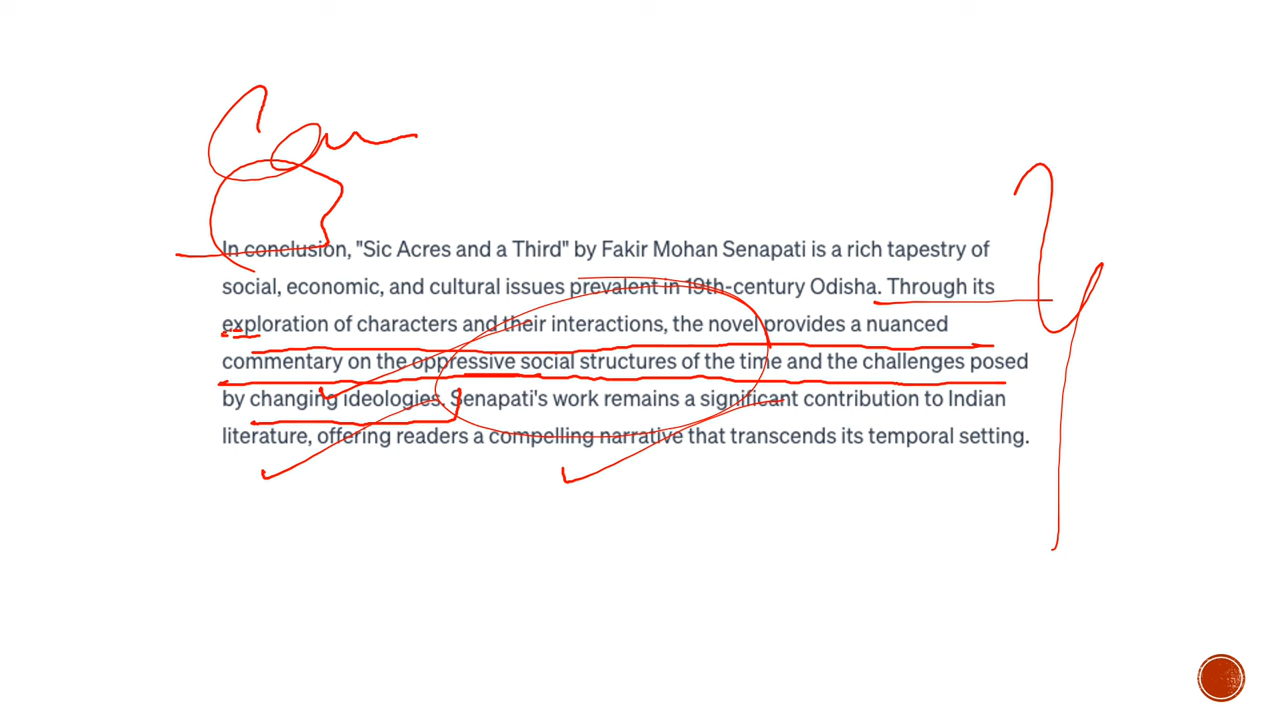 In conclusion, "Sic Acres and a Third" by Fakir Mohan Senapati is a rich tapestry of
social, economic, and cultural issues prevalent in 19th-century Odisha. Through its
exploration of characters and their interactions, the novel provides a nuanced
commentary on the oppressive social structures of the time and the challenges posed
by changing ideologies. Senapati's work remains a significant contribution to Indian
literature, offering readers a compelling narrative that transcends its temporal setting.